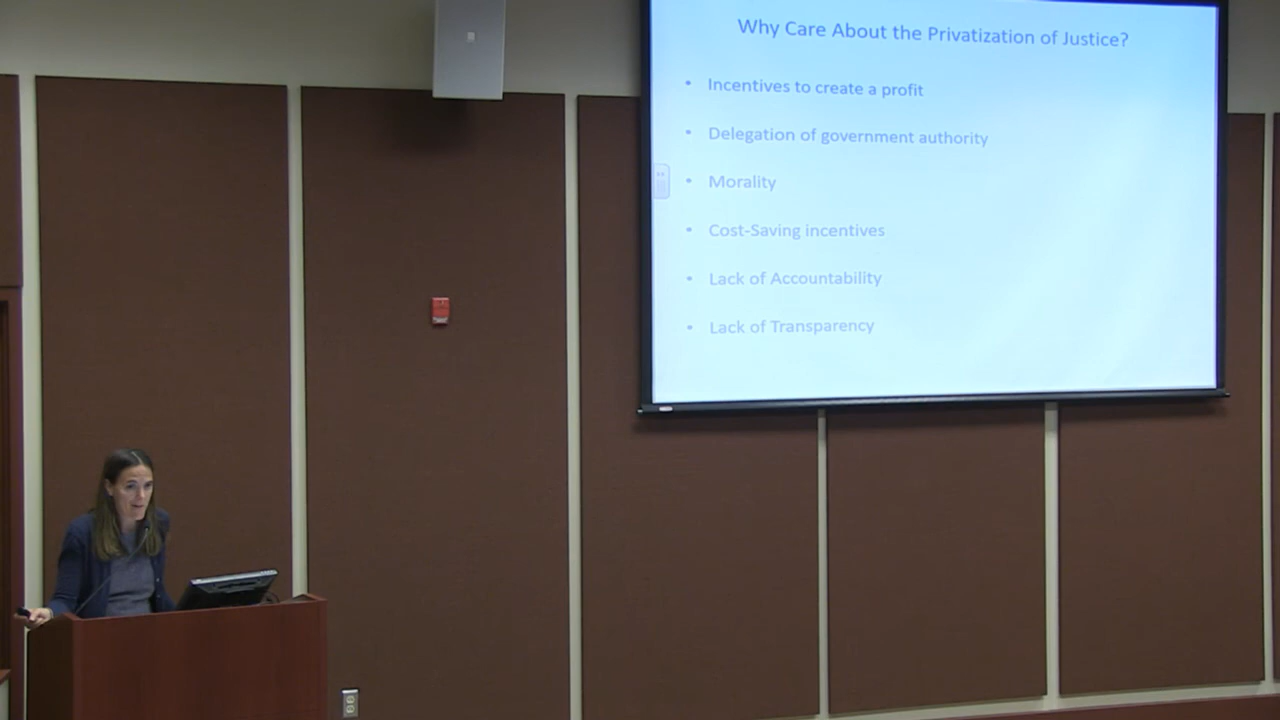 Why Care About the Privatization of Justice?
• Incentives to create a profit
• Delegation of government authority
• Morality
• Cost-Saving incentives
• Lack of Accountability
• Lack of Transparency